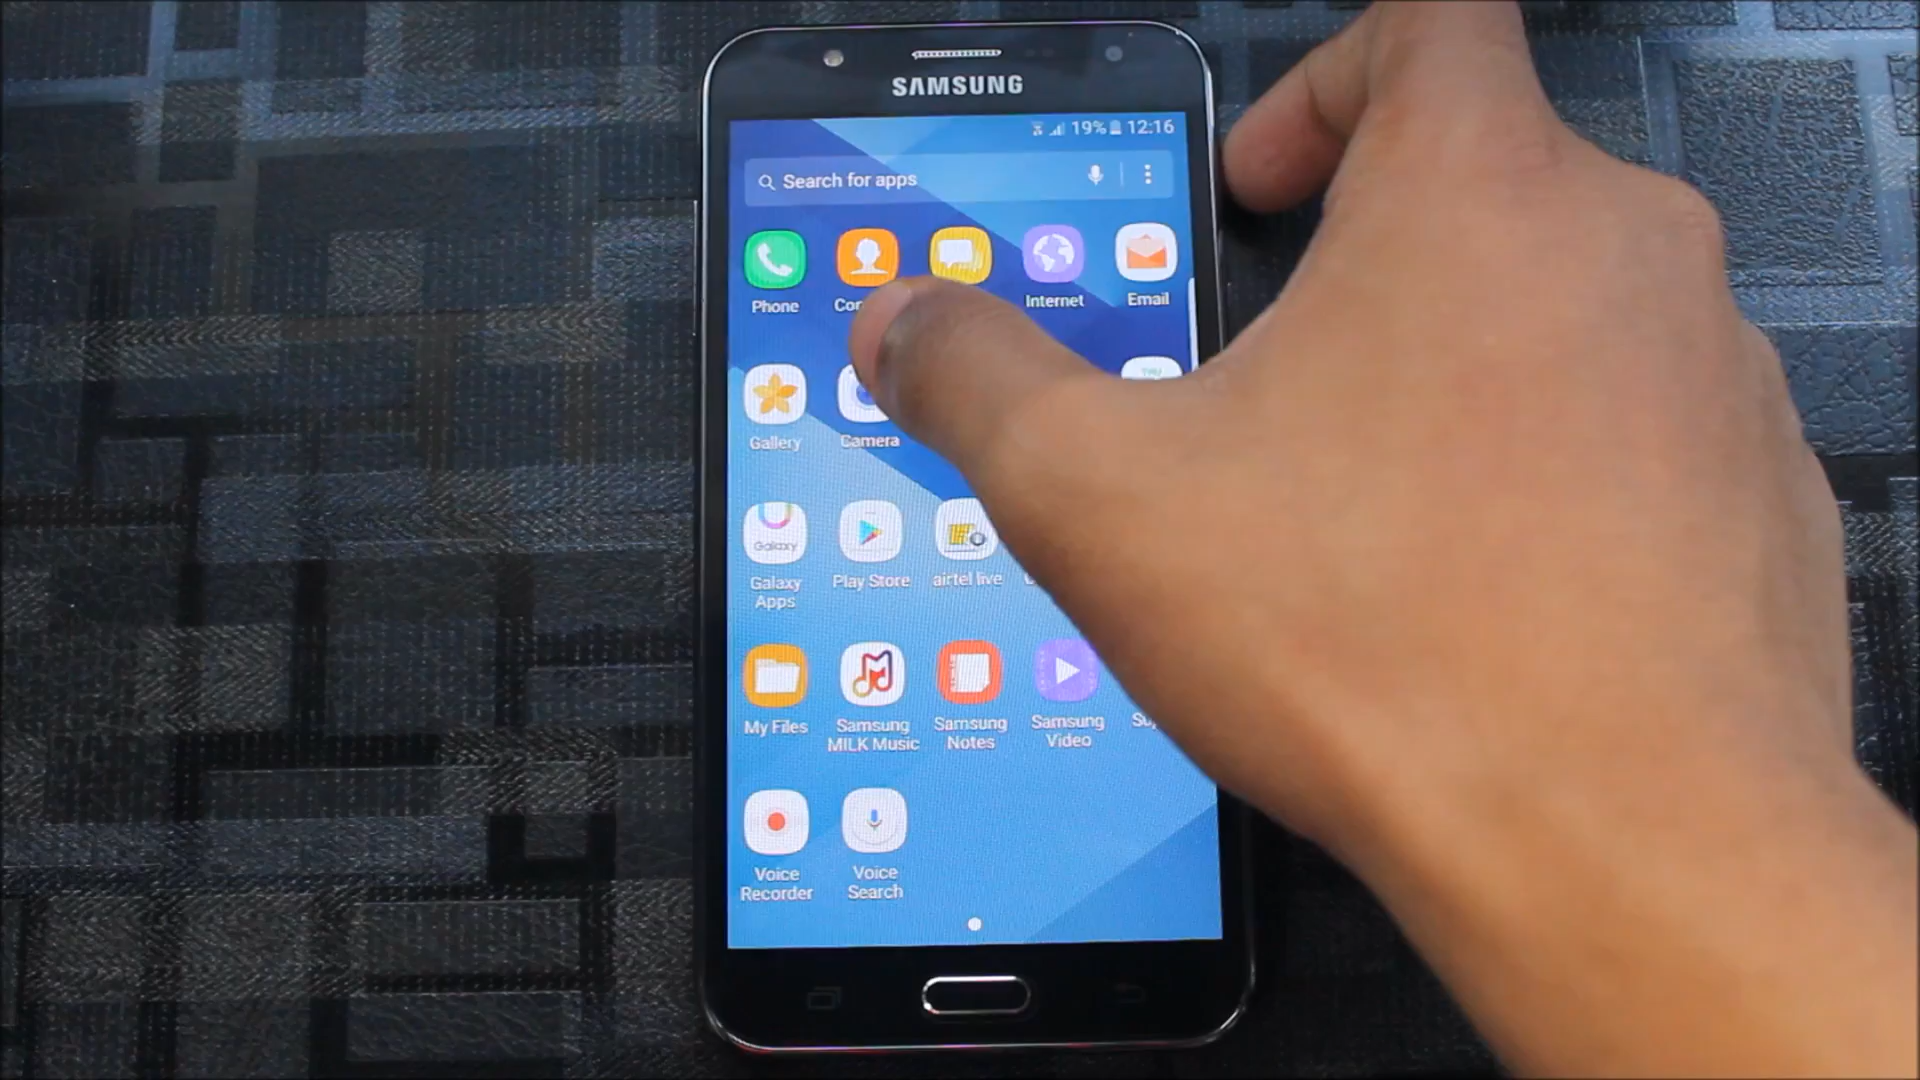 SAMSUNG
19% 12:16
Search for apps
Phone
Internet
Email
Gallery
Camera
Galaxy
Galaxy
Apps
Play Store
airtel live
My Files
Samsung
MILK Music
Samsung
Notes
Samsung
Video
Voice
Recorder
Voice
Search